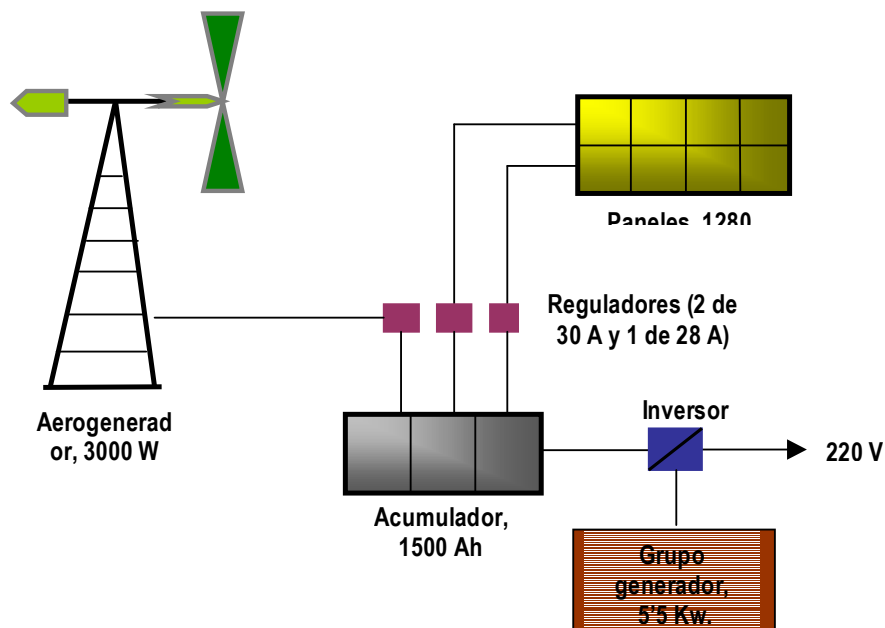 Paneles, 1280
Reguladores (2 de
30 A y 1 de 28 A)
Aerogenerad
or, 3000 W
Inversor
220 V
Acumulador,
1500 Ah
Grupo
generador,
5'5 Kw.